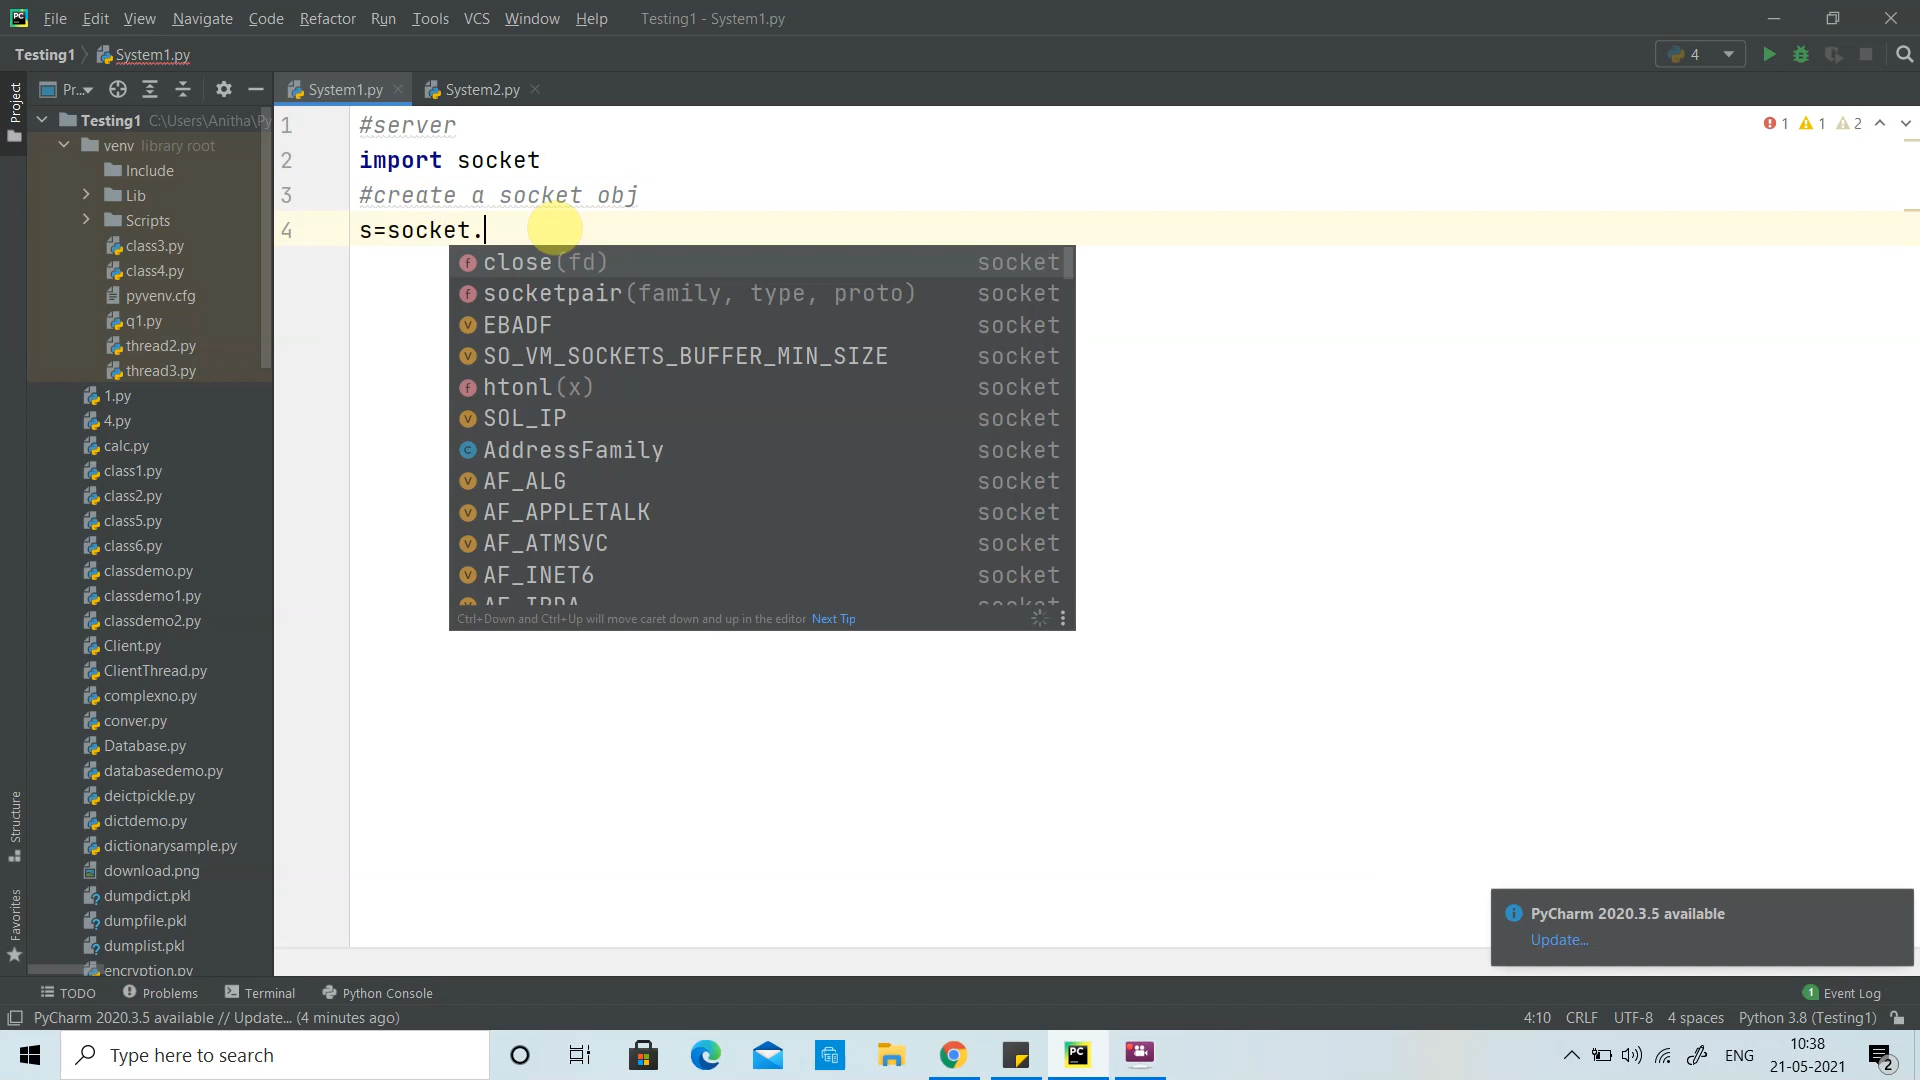 PC File Edit View Navigate Code Refactor Run Tools VCS Window Help Testing1 - System1.py
Testing1 System1.py 4
Project Pr... System1.py System2.py
Testing1 C:\Users\Anitha\Py
venv library root
Include
Lib
Scripts
class3.py
class4.py
pyvenv.cfg
q1.py
thread2.py
thread3.py
1.py
4.py
calc.py
class1.py
class2.py
class5.py
class6.py
classdemo.py
classdemo1.py
classdemo2.py
Client.py
ClientThread.py
complexno.py
conver.py
Database.py
databasedemo.py
deictpickle.py
dictdemo.py
dictionarysample.py
download.png
dumpdict.pkl
dumpfile.pkl
dumplist.pkl
encryption.py
Structure
Favorites
1 #server
2 import socket
3 #create a socket obj
4 s=socket.
1 1 2
close(fd) socket
socketpair(family, type, proto) socket
EBADF socket
SO_VM_SOCKETS_BUFFER_MIN_SIZE socket
htonl(x) socket
SOL_IP socket
AddressFamily socket
AF_ALG socket
AF_APPLETALK socket
AF_ATMSVC socket
AF_INET6 socket
AF_IRDA socket
Ctrl+Down and Ctrl+Up will move caret down and up in the editor Next Tip
PyCharm 2020.3.5 available
Update...
TODO Problems Terminal Python Console 1 Event Log
PyCharm 2020.3.5 available // Update... (4 minutes ago) 4:10 CRLF UTF-8 4 spaces Python 3.8 (Testing1)
Type here to search PC ENG 10:38
21-05-2021 2